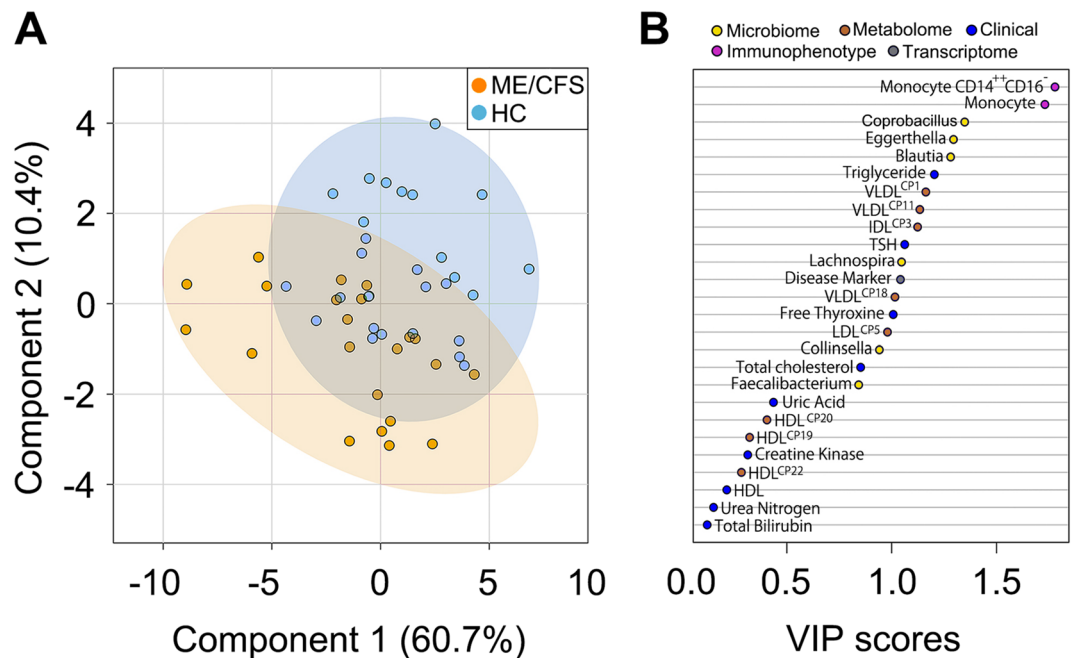 A
ME/CFS
HC
4
2
0
-2
-4
Component 2 (10.4%)
-10
-5
0
5
10
Component 1 (60.7%)
B
Microbiome
Metabolome
Clinical
Immunophenotype
Transcriptome
Monocyte CD14++CD16-
Monocyte
Coprobacillus
Eggerthella
Blautia
Triglyceride
VLDLCP1
VLDLCP11
IDLCP3
TSH
Lachnospira
Disease Marker
VLDLCP18
Free Thyroxine
LDLCP5
Collinsella
Total cholesterol
Faecalibacterium
Uric Acid
HDLCP20
HDLCP19
Creatine Kinase
HDLCP22
HDL
Urea Nitrogen
Total Bilirubin
0.0
0.5
1.0
1.5
VIP scores